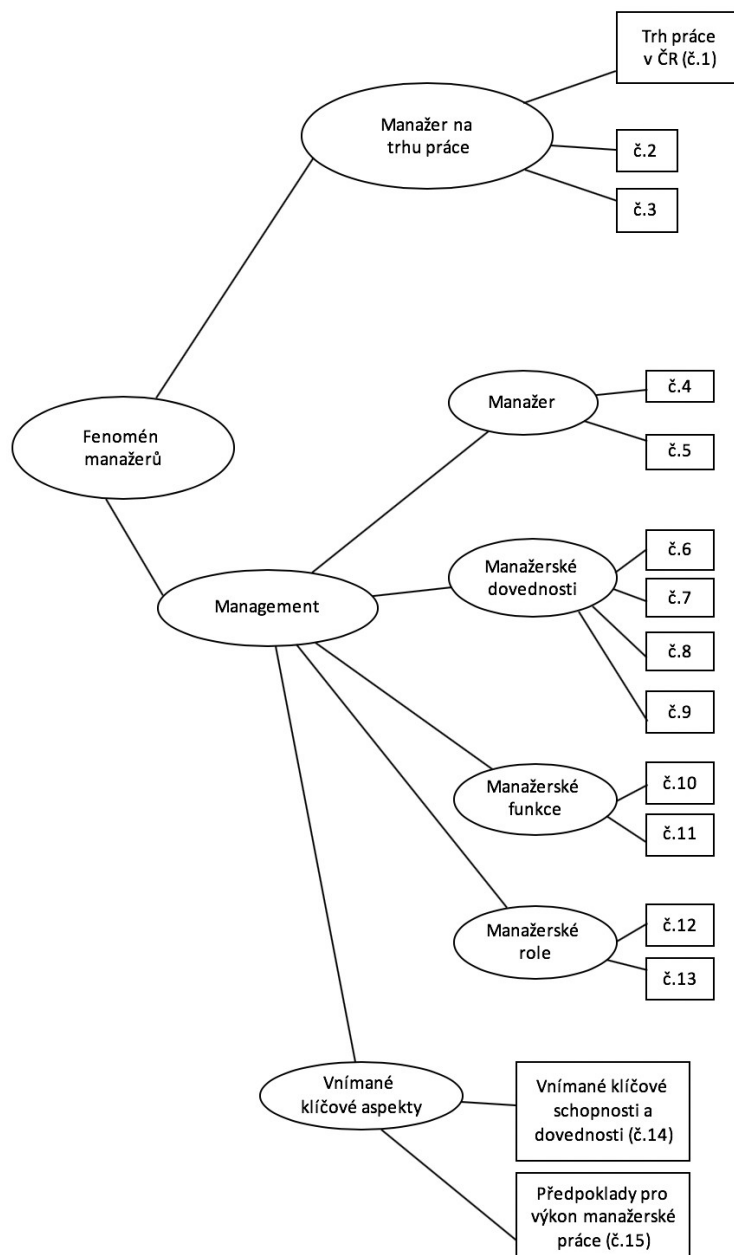 Trh práce
v ČR (č.1)
Manažer na
trhu práce
č.2
č.3
č.4
Manažer
č.5
Fenomén
manažerů
č.6
Manažerské
dovednosti
č.7
Management
č.8
č.9
č.10
Manažerské
funkce
č.11
č.12
Manažerské
role
č.13
Vnímané
klíčové aspekty
Vnímané klíčové
schopnosti a
dovednosti (č.14)
Předpoklady pro
výkon manažerské
práce (č.15)